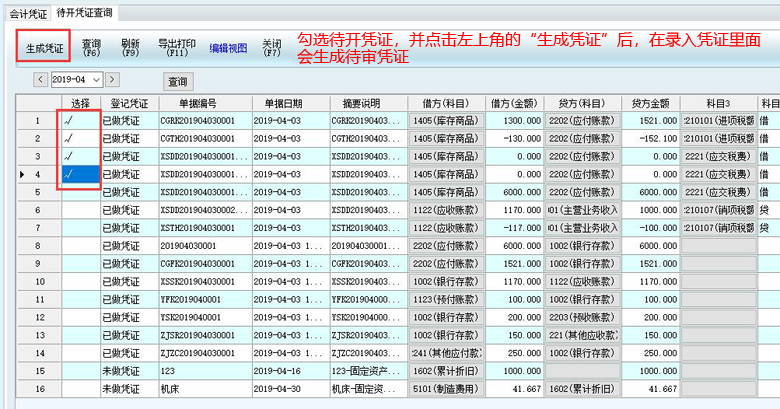 会计凭证 待开凭证查询
生成凭证 查询 (F6) 刷新 (F9) 导出打印 (F11) 编辑视图 关闭 (F7)
勾选待开凭证，并点击左上角的“生成凭证”后，在录入凭证里面
会生成待审凭证
2019-04 查询
选择 登记凭证 单据编号 单据日期 摘要说明 借方(科目) 借方(金额) 贷方(科目) 贷方金额 科目3 科目
1 √ 已做凭证 CGRK201904030001 2019-04-03 CGRK20190403... 1405(库存商品) 1300.000 2202(应付账款) 1521.000 :210101(进项税额 借
2 √ 已做凭证 CGTH201904030001 2019-04-03 CGTH20190403... 1405(库存商品) -130.000 2202(应付账款) -152.100 :210101(进项税额 借
3 √ 已做凭证 XSDD201904030001... 2019-04-03 XSDD20190403... 1405(库存商品) 0.000 2202(应付账款) 0.000 2221(应交税费) 借
4 √ 已做凭证 XSDD201904030001... 2019-04-03 XSDD20190403... 1405(库存商品) 0.000 2202(应付账款) 0.000 2221(应交税费) 借
5 已做凭证 XSDD201904030001... 2019-04-03 XSDD20190403... 1405(库存商品) 6000.000 2202(应付账款) 6000.000
6 已做凭证 XSDD201904030002... 2019-04-03 XSDD20190403... 1122(应收账款) 1170.000 )01(主营业务收入 1000.000 :210107(销项税额 贷
7 已做凭证 XSTH201904030001 2019-04-03 XSTH20190403... 1122(应收账款) -117.000 )01(主营业务收入 -100.000 :210107(销项税额 贷
8 已做凭证 201904030001 2019-04-03 1... 201904030001... 2202(应付账款) 6000.000 1002(银行存款) 6000.000
9 已做凭证 CGFK201904030001 2019-04-03 1... CGFK20190403... 2202(应付账款) 1521.000 1002(银行存款) 1521.000
10 已做凭证 XSSK201904030001 2019-04-03 1... XSSK20190403... 1002(银行存款) 1170.000 1122(应收账款) 1170.000
11 已做凭证 YFK2019040001 2019-04-03 1... YFK201904000... 1123(预付账款) 100.000 1002(银行存款) 100.000
12 已做凭证 YSK2019040001 2019-04-03 1... YSK201904000... 1002(银行存款) 200.000 2203(预收账款) 200.000
13 已做凭证 ZJSR201904030001 2019-04-03 1... ZJSR20190403... 1002(银行存款) 150.000 221(其他应收款) 150.000
14 已做凭证 ZJZC201904030001 2019-04-03 1... ZJZC20190403... :241(其他应付款) 250.000 1002(银行存款) 250.000
15 未做凭证 123 2019-04-16 123-固定资产... 1602(累计折旧) 1000.000 1000.000
16 未做凭证 机床 2019-04-30 机床-固定资... 5101(制造费用) 41.667 1602(累计折旧) 41.667